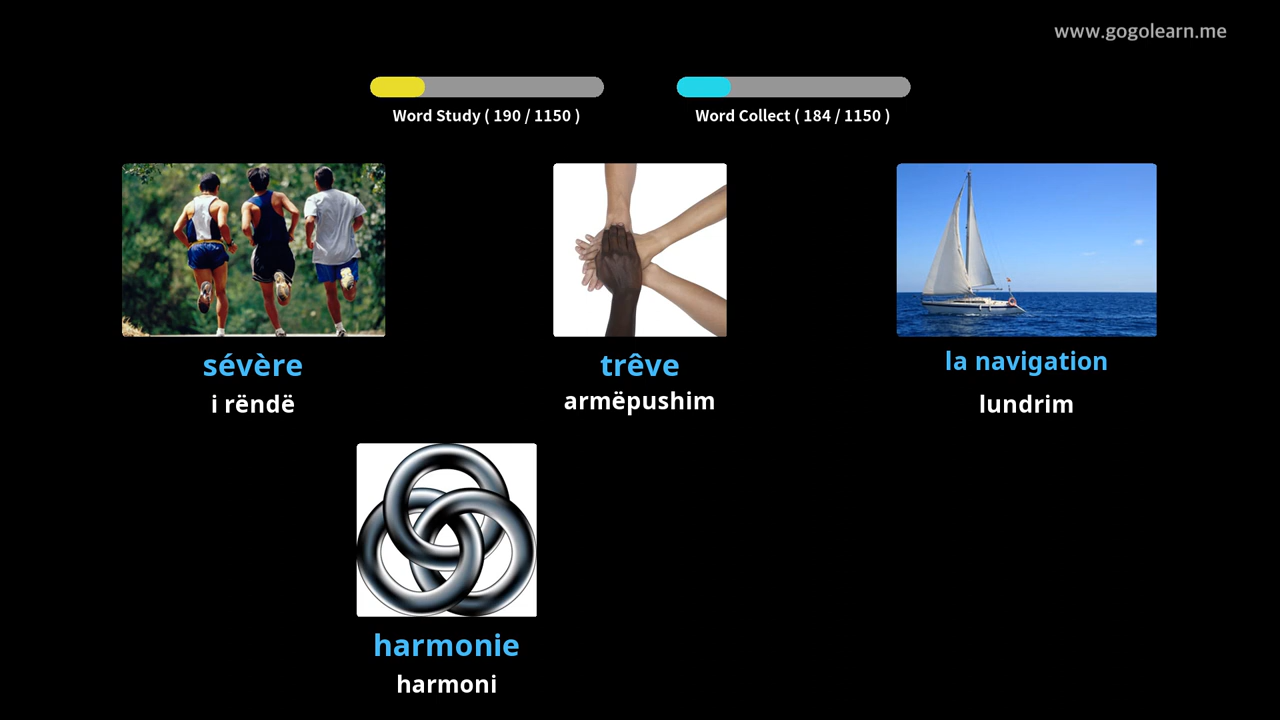 www.gogolearn.me
Word Study ( 190 / 1150 )
Word Collect ( 184 / 1150 )
sévère
i rëndë
trêve
armëpushim
la navigation
lundrim
harmonie
harmoni